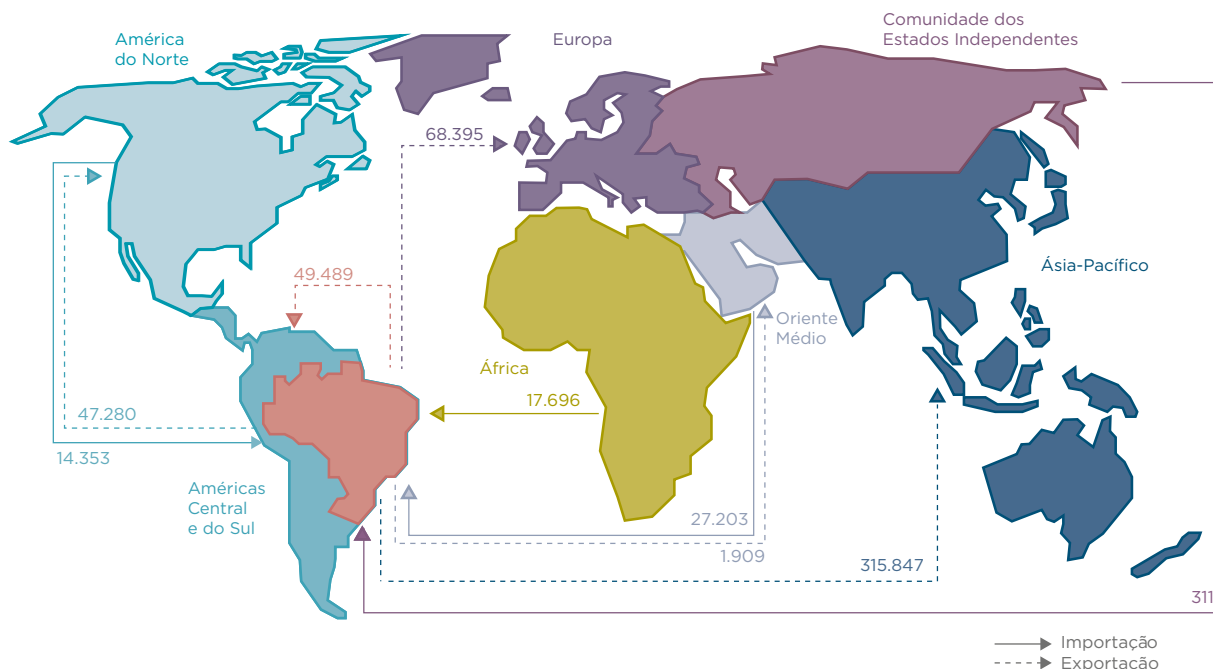 Comunidade dos
Estados Independentes
América
do Norte
Europa
68.395
Ásia-Pacífico
49.489
Oriente
Médio
África
17.696
47.280
14.353
Américas
Central
e do Sul
27.203
1.909
315.847
311
Importação
Exportação